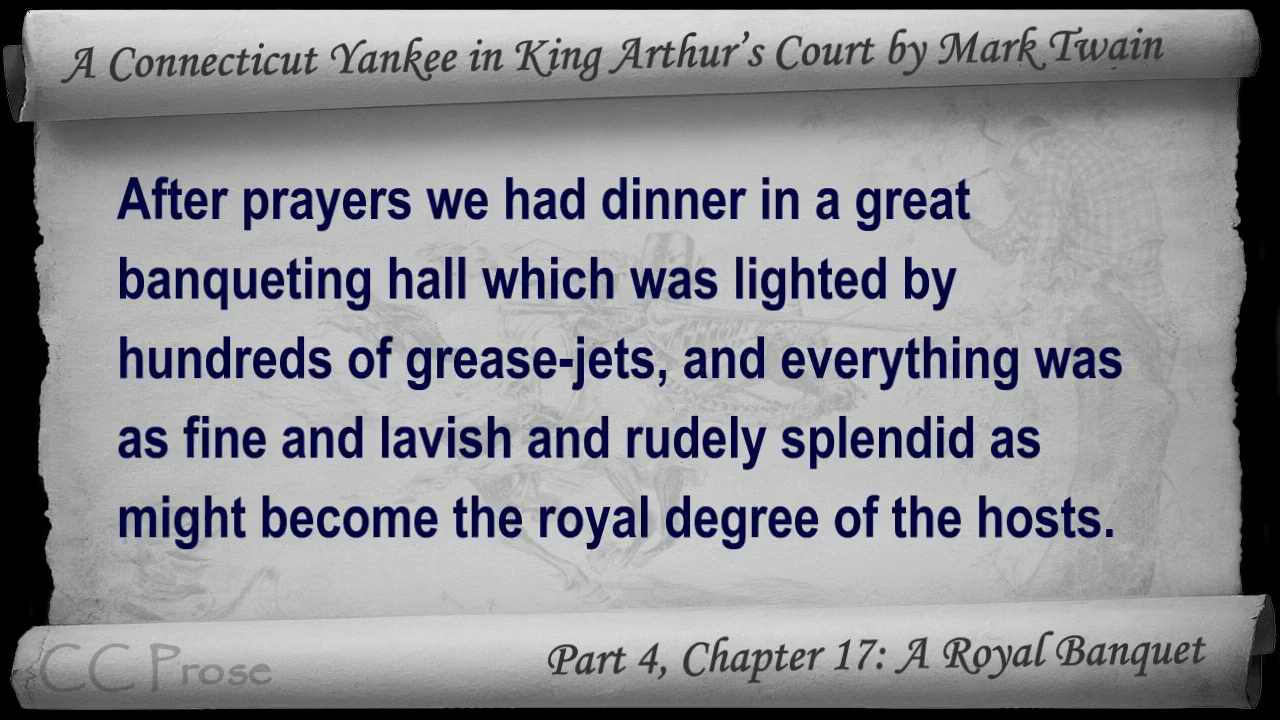 A Connecticut Yankee in King Arthur's Court by Mark Twain
After prayers we had dinner in a great
banqueting hall which was lighted by
hundreds of grease-jets, and everything was
as fine and lavish and rudely splendid as
might become the royal degree of the hosts.
CC Prose
Part 4, Chapter 17: A Royal Banquet